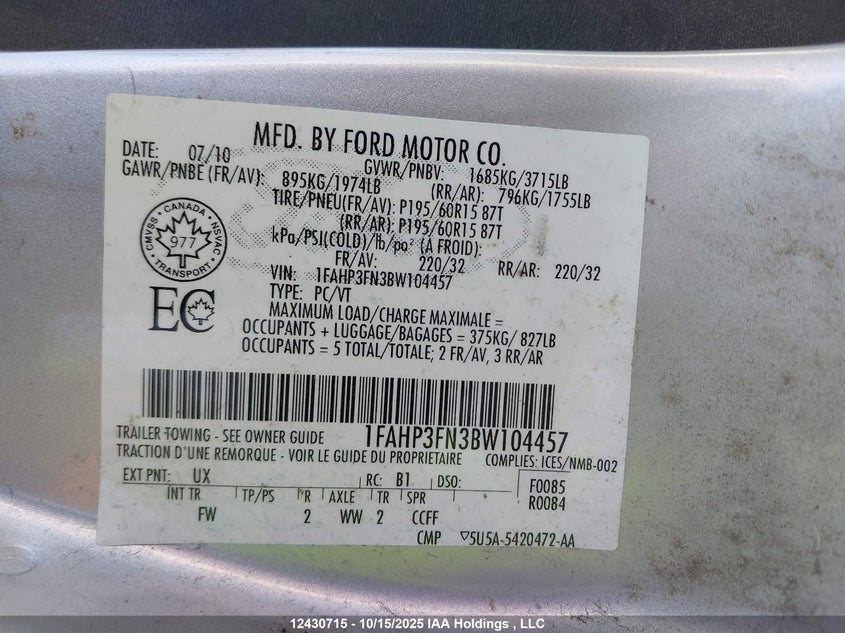 MFD. BY FORD MOTOR CO.
DATE: 07/10 GVWR/PNBV: 1685KG/3715LB
GAWR/PNBE (FR/AV): 895KG/1974LB (RR/AR): 796KG/1755LB
TIRE/PNEU(FR/AV): P195/60R15 87T
(RR/AR): P195/60R15 87T
kPa/PSI(COLD)/lb/po² (À FROID):
FR/AV: 220/32 RR/AR: 220/32
VIN: 1FAHP3FN3BW104457
TYPE: PC/VT
MAXIMUM LOAD/CHARGE MAXIMALE =
OCCUPANTS + LUGGAGE/BAGAGES = 375KG/ 827LB
OCCUPANTS = 5 TOTAL/TOTALE; 2 FR/AV, 3 RR/AR
CANADA
CMVSS NSVAC
977
TRANSPORT
EC
1FAHP3FN3BW104457
TRAILER TOWING - SEE OWNER GUIDE
TRACTION D'UNE REMORQUE - VOIR LE GUIDE DU PROPRIETAIRE
COMPLIES: ICES/NMB-002
EXT PNT: UX RC: B1 DSO: F0085
R0084
INT TR TP/PS R AXLE TR SPR
FW 2 WW 2 CCFF
CMP ▽5U5A-5420472-AA
12430715 - 10/15/2025 IAA Holdings , LLC